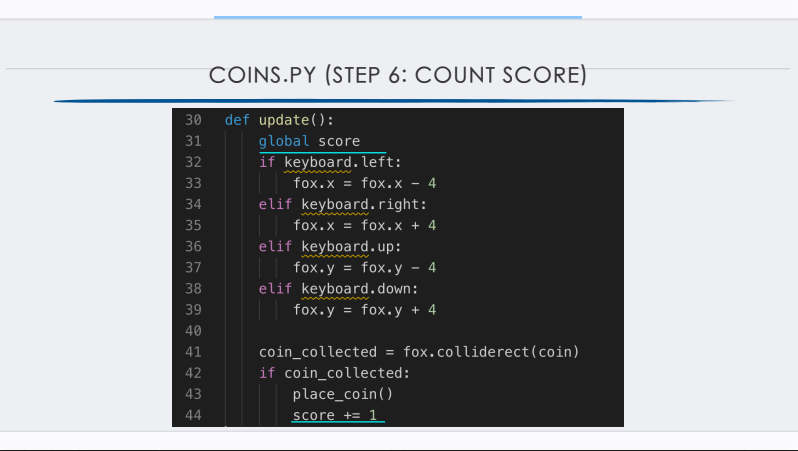 COINS.PY (STEP 6: COUNT SCORE)
30 def update():
31     global score
32     if keyboard.left:
33         fox.x = fox.x - 4
34     elif keyboard.right:
35         fox.x = fox.x + 4
36     elif keyboard.up:
37         fox.y = fox.y - 4
38     elif keyboard.down:
39         fox.y = fox.y + 4
40
41     coin_collected = fox.colliderect(coin)
42     if coin_collected:
43         place_coin()
44         score += 1